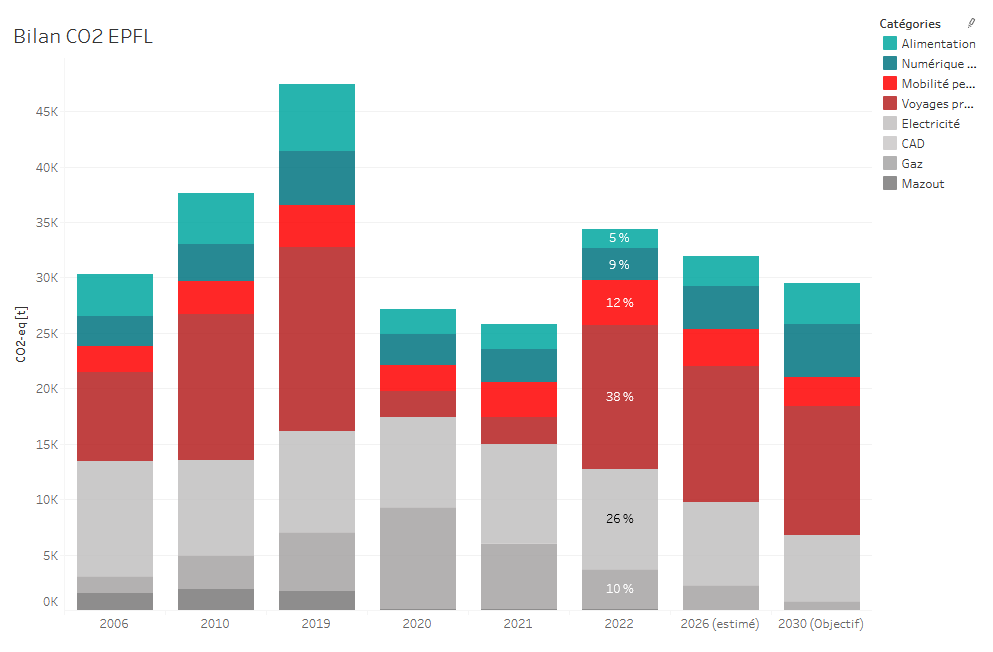 Bilan CO2 EPFL
Catégories
Alimentation
Numérique ...
Mobilité pe...
Voyages pr...
Electricité
CAD
Gaz
Mazout
CO2-eq [t]
45K
40K
35K
30K
25K
20K
15K
10K
5K
0K
5 %
9 %
12 %
38 %
26 %
10 %
2006 2010 2019 2020 2021 2022 2026 (estimé) 2030 (Objectif)